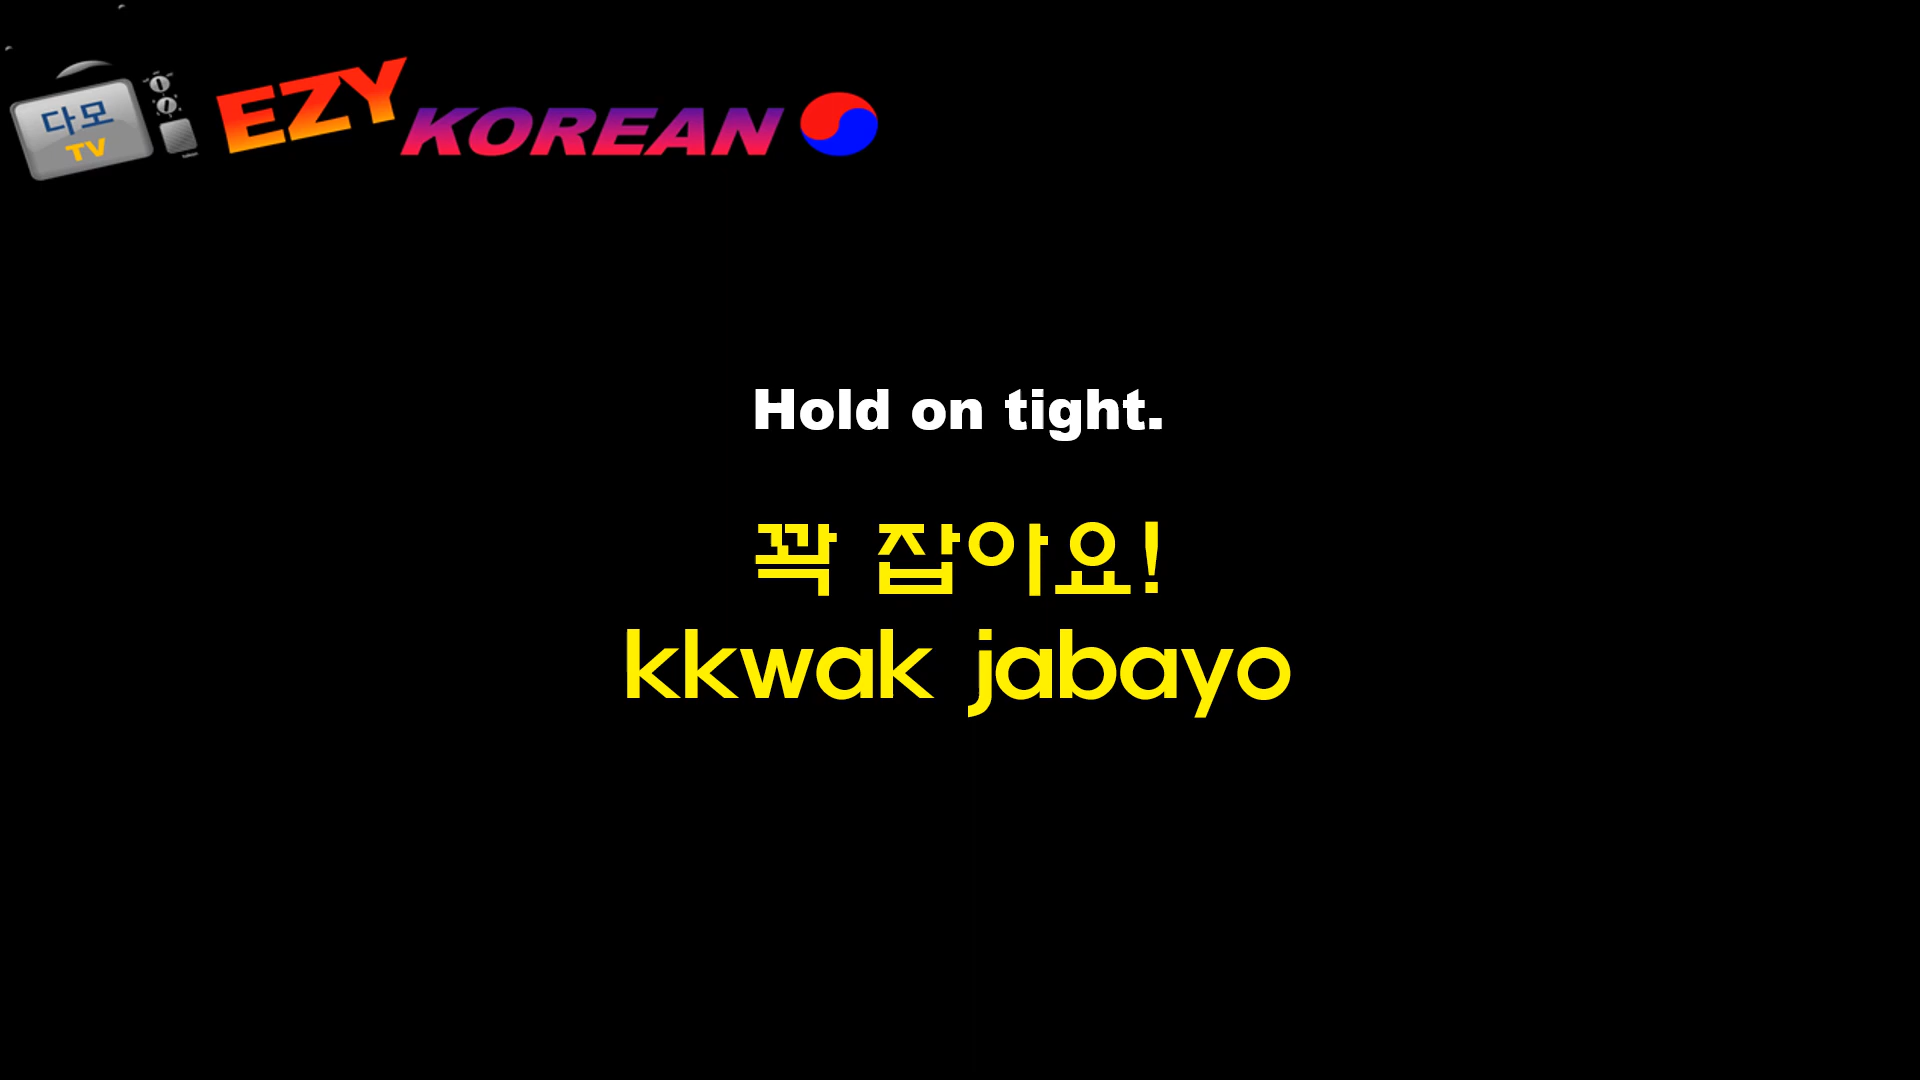 다모
TV
EZY KOREAN
Hold on tight.
꽉 잡아요!
kkwak jabayo